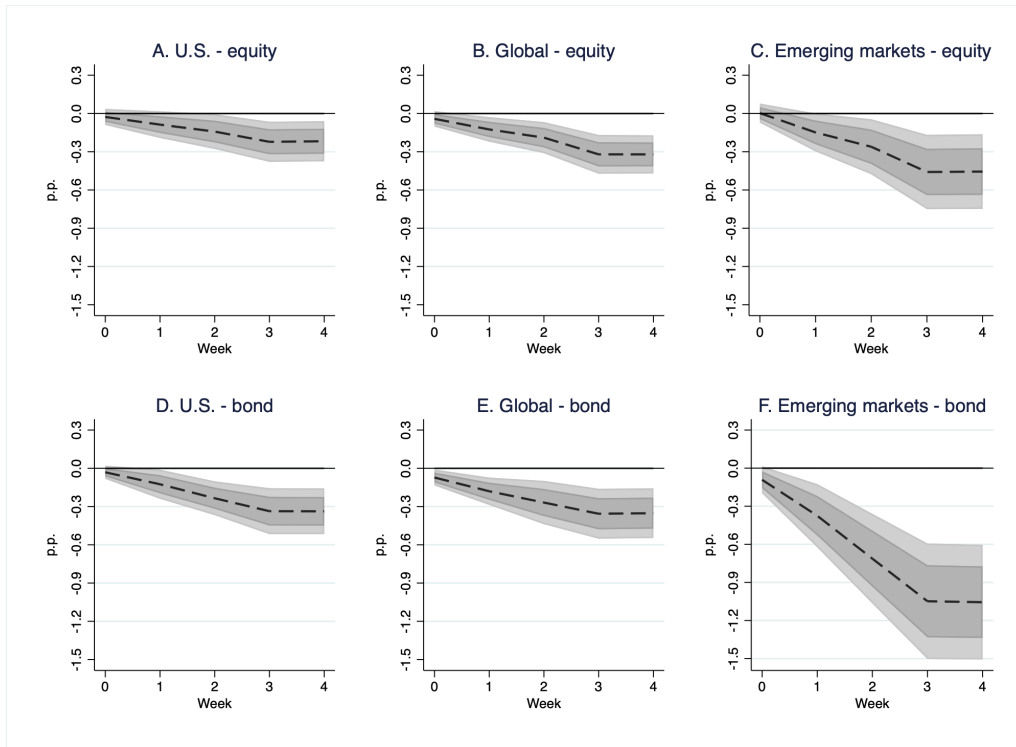 A. U.S. - equity
p.p.
0.3
0.0
-0.3
-0.6
-0.9
-1.2
-1.5
0 1 2 3 4
Week
B. Global - equity
p.p.
0.3
0.0
-0.3
-0.6
-0.9
-1.2
-1.5
0 1 2 3 4
Week
C. Emerging markets - equity
p.p.
0.3
0.0
-0.3
-0.6
-0.9
-1.2
-1.5
0 1 2 3 4
Week
D. U.S. - bond
p.p.
0.3
0.0
-0.3
-0.6
-0.9
-1.2
-1.5
0 1 2 3 4
Week
E. Global - bond
p.p.
0.3
0.0
-0.3
-0.6
-0.9
-1.2
-1.5
0 1 2 3 4
Week
F. Emerging markets - bond
p.p.
0.3
0.0
-0.3
-0.6
-0.9
-1.2
-1.5
0 1 2 3 4
Week